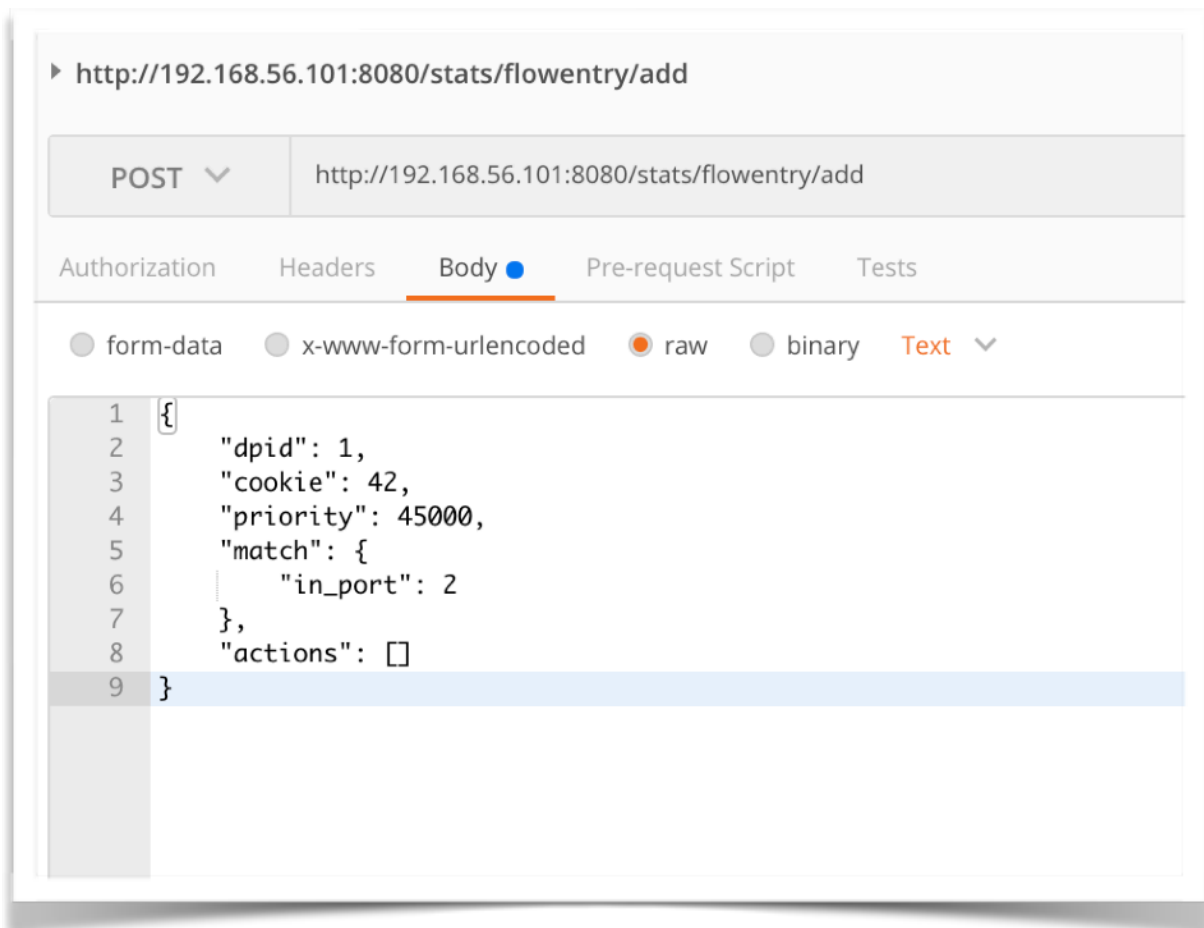 http://192.168.56.101:8080/stats/flowentry/add
POST http://192.168.56.101:8080/stats/flowentry/add
Authorization Headers Body Pre-request Script Tests
form-data x-www-form-urlencoded raw binary Text
1 {
2 "dpid": 1,
3 "cookie": 42,
4 "priority": 45000,
5 "match": {
6 "in_port": 2
7 },
8 "actions": []
9 }